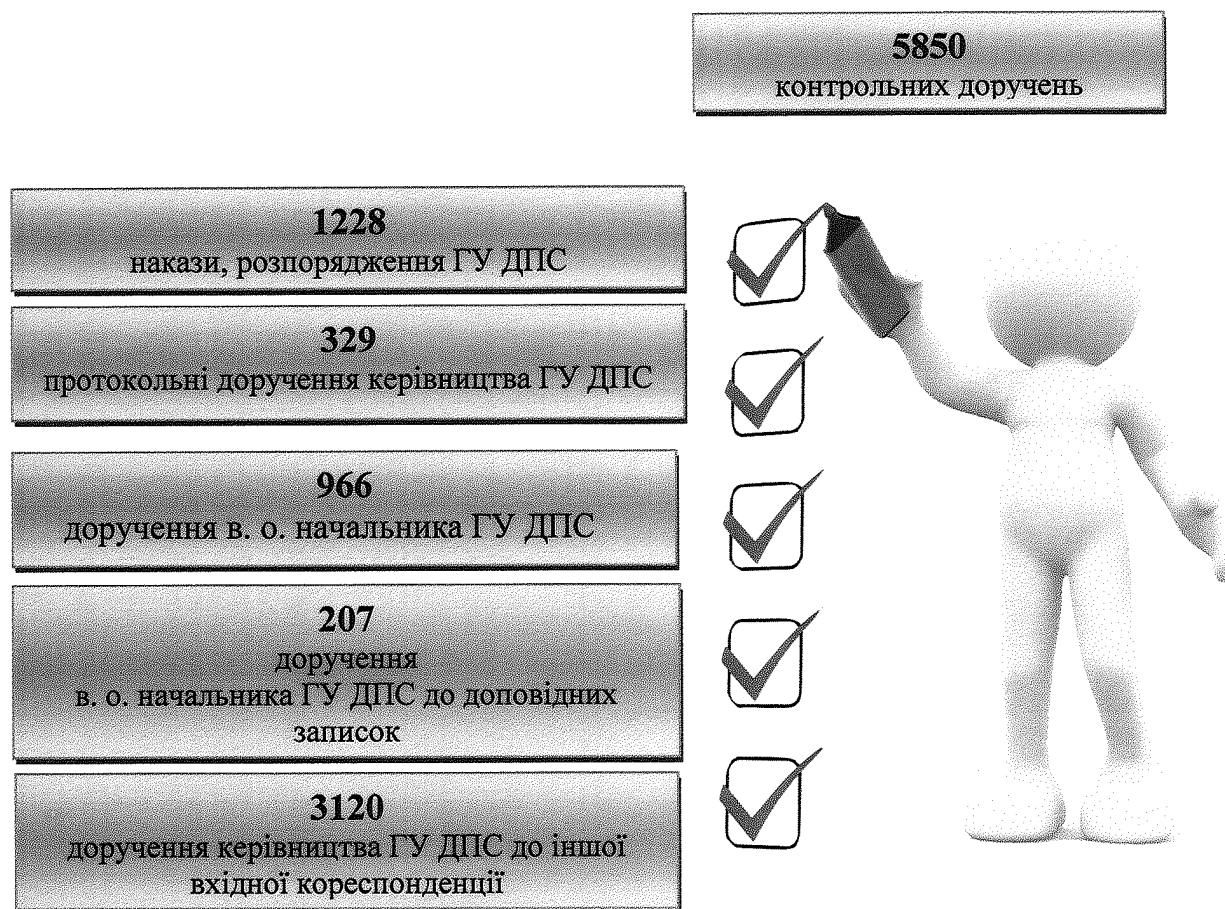 5850
контрольних доручень
1228
накази, розпорядження ГУ ДПС
329
протокольні доручення керівництва ГУ ДПС
966
доручення в. о. начальника ГУ ДПС
207
доручення
в. о. начальника ГУ ДПС до доповідних
записок
3120
доручення керівництва ГУ ДПС до іншої
вхідної кореспонденції